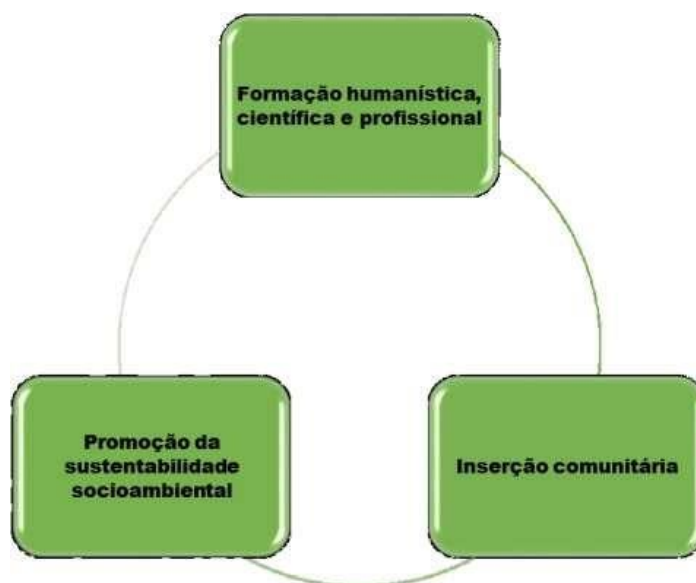 Formação humanística,
científica e profissional
Promoção da
sustentabilidade
socioambiental
Inserção comunitária